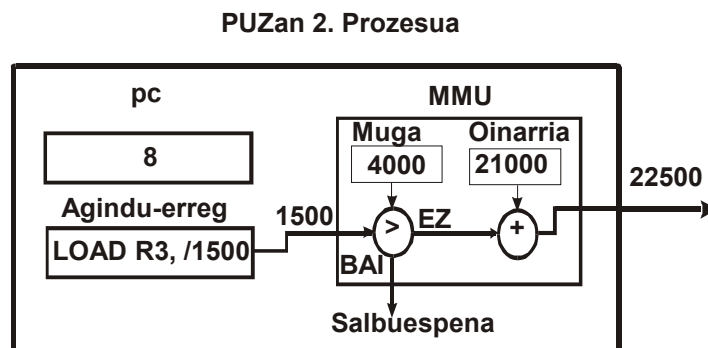 PUZan 2. Prozesua
pc
MMU
8
Muga
Oinarria
4000
21000
22500
Agindu-erreg
1500
LOAD R3, /1500
>
EZ
+
BAI
Salbuespena